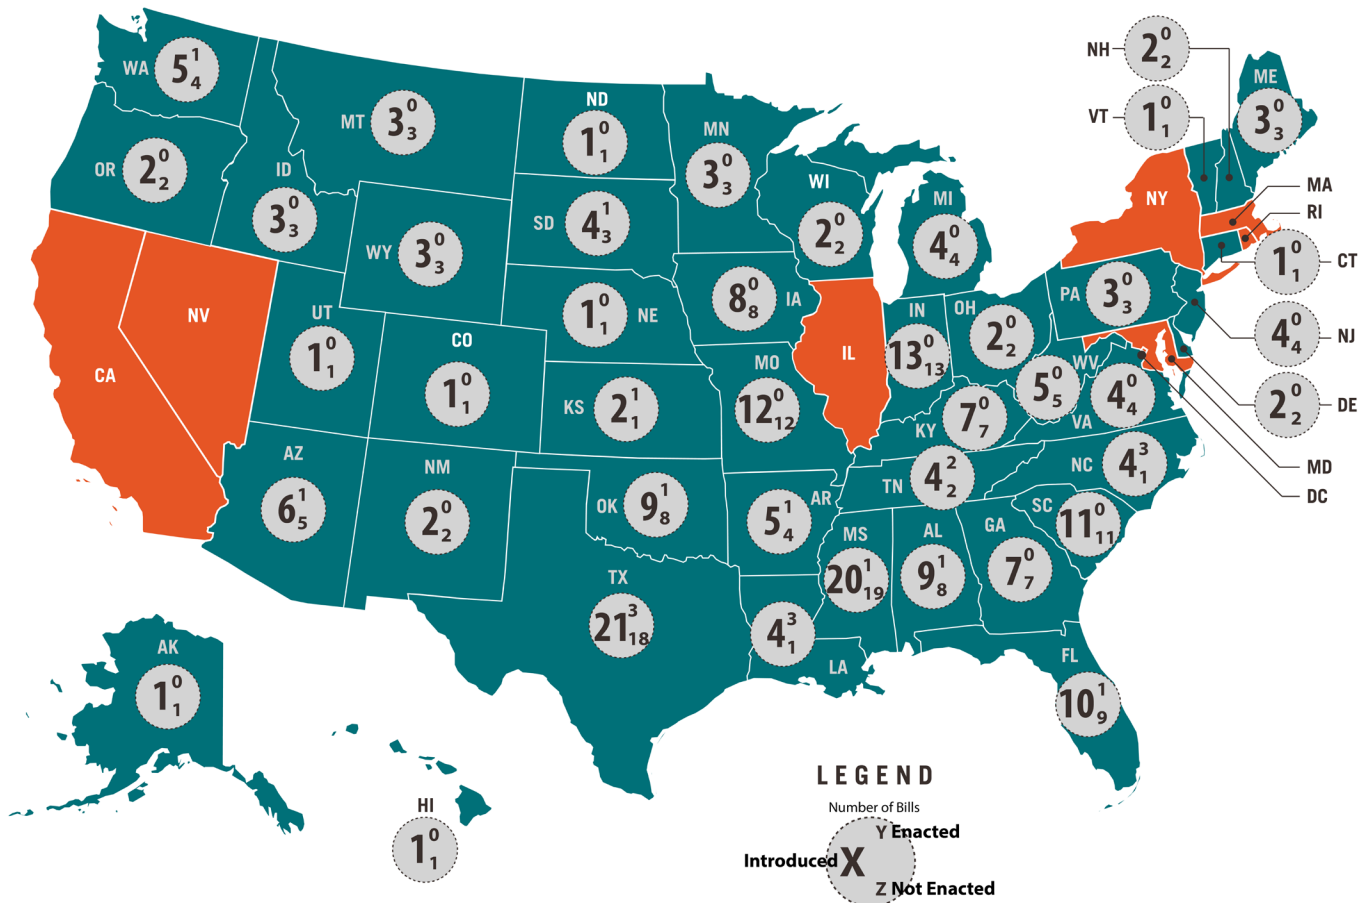 NH 2 0 2
VT 1 0 1
ME 3 0 3
WA 5 1 4
MT 3 0 3
ND 1 0 1
MN 3 0 3
OR 2 0 2
ID 3 0 3
SD 4 1 3
WI 2 0 2
MI 4 0 4
NY
MA
RI
CT 1 0 1
WY 3 0 3
IA 8 0 8
PA 3 0 3
NV
UT 1 0 1
NE 1 0 1
IN 13 0 13
OH 2 0 2
NJ 4 0 4
CA
CO 1 0 1
IL
MO 12 0 12
WV 5 0 5
VA 4 0 4
DE 2 0 2
KS 2 1 1
KY 7 0 7
MD
DC
AZ 6 1 5
NM 2 0 2
OK 9 1 8
AR 5 1 4
TN 4 2 2
NC 4 3 1
SC 11 0 11
MS 20 1 19
AL 9 1 8
GA 7 0 7
TX 21 3 18
LA 4 3 1
FL 10 1 9
AK 1 0 1
HI 1 0 1
LEGEND
Number of Bills
Y Enacted
Introduced X
Z Not Enacted